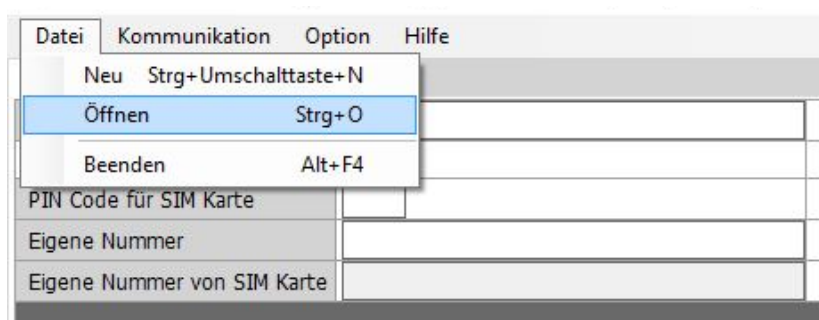 Datei Kommunikation Option Hilfe
Neu Strg+Umschalttaste+N
Öffnen Strg+O
Beenden Alt+F4
PIN Code für SIM Karte
Eigene Nummer
Eigene Nummer von SIM Karte